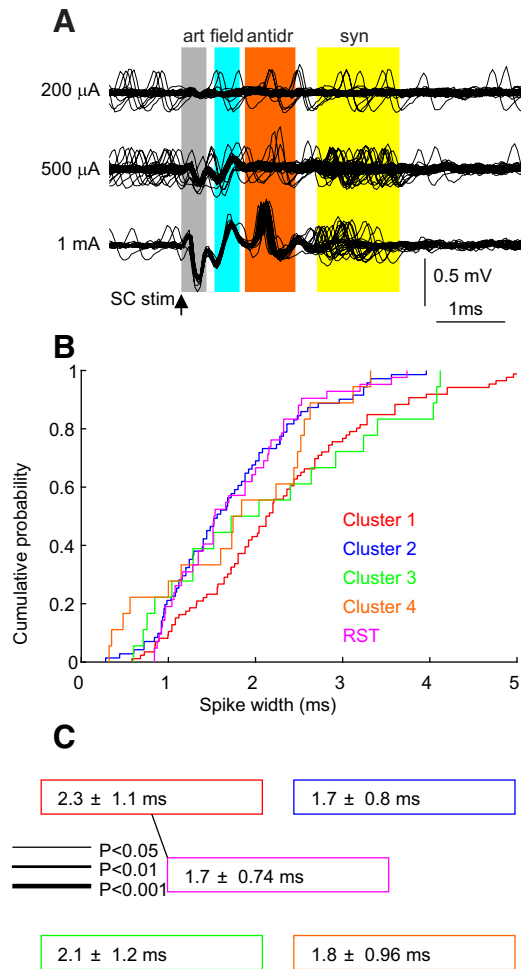 A
art field antidr syn
200 µA
500 µA
1 mA
0.5 mV
SC stim
1ms
B
Cumulative probability
1
0.8
0.6
0.4
0.2
0
Cluster 1
Cluster 2
Cluster 3
Cluster 4
RST
0 1 2 3 4 5
Spike width (ms)
C
2.3 ± 1.1 ms
1.7 ± 0.8 ms
P<0.05
P<0.01
P<0.001
1.7 ± 0.74 ms
2.1 ± 1.2 ms
1.8 ± 0.96 ms